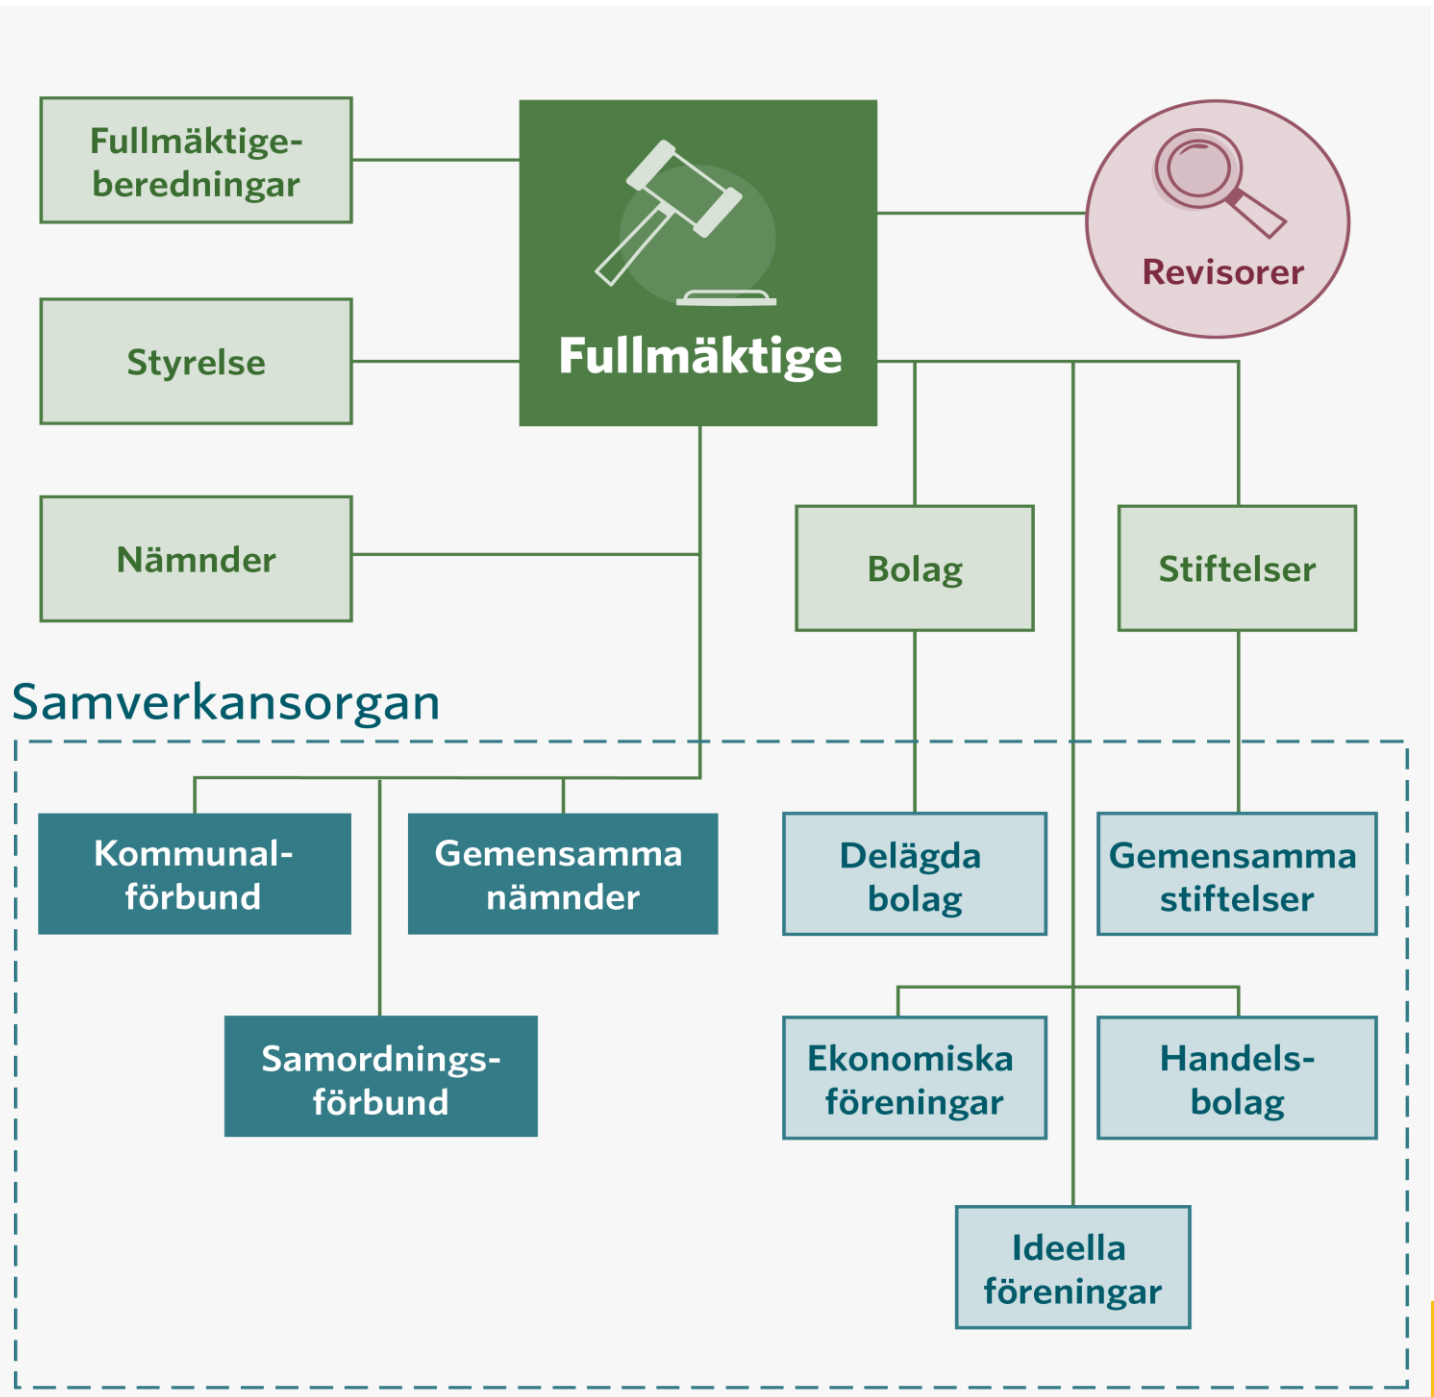 Fullmäktige-
beredningar
Fullmäktige
Revisorer
Styrelse
Nämnder
Bolag
Stiftelser
Samverkansorgan
Kommunal-
förbund
Gemensamma
nämnder
Samordnings-
förbund
Delägda
bolag
Gemensamma
stiftelser
Ekonomiska
föreningar
Handels-
bolag
Ideella
föreningar